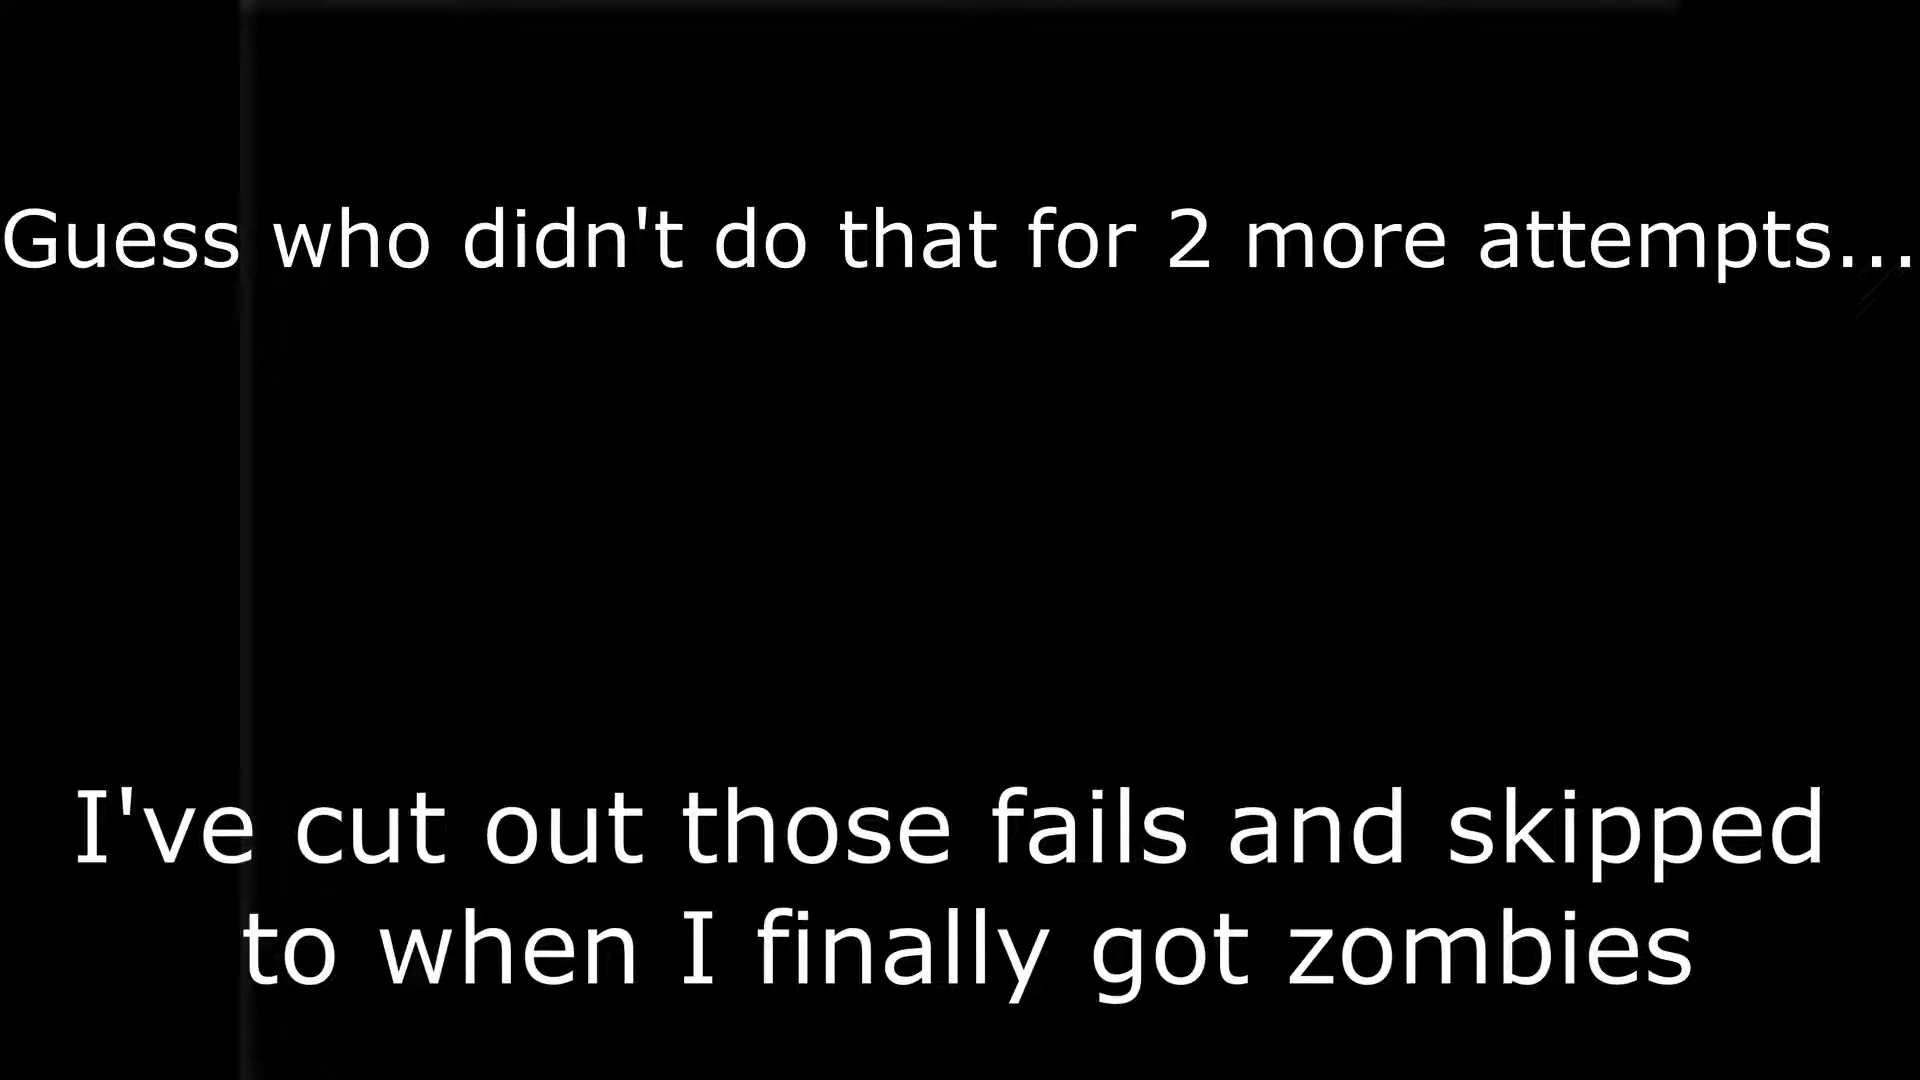 Guess who didn't do that for 2 more attempts...
I've cut out those fails and skipped
to when I finally got zombies